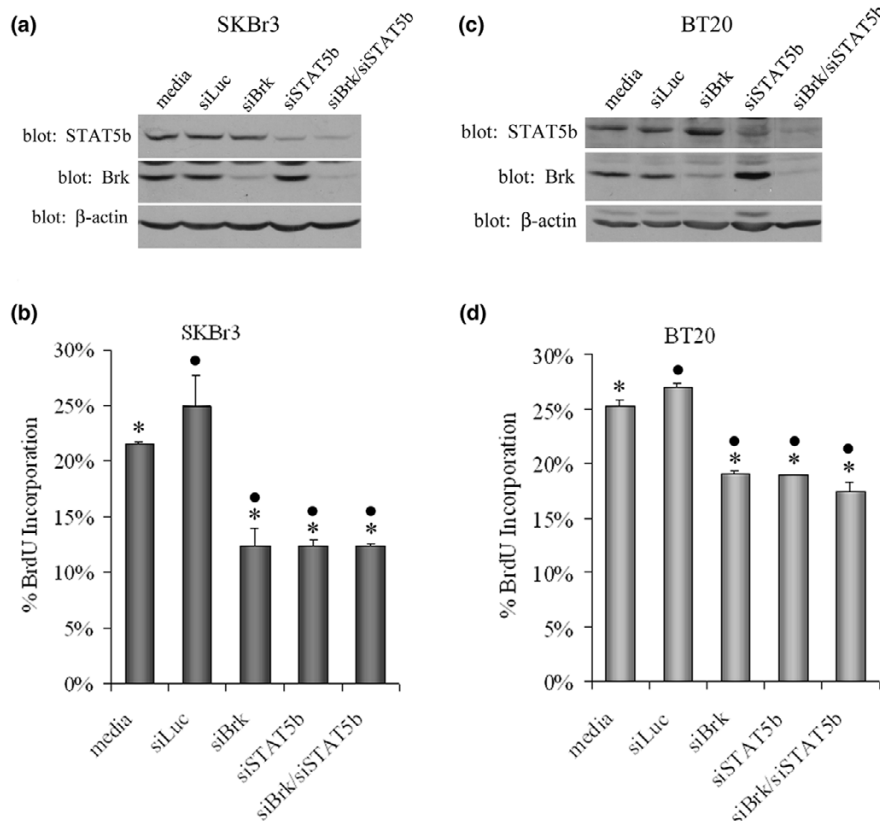 (a)
SKBr3
media
siLuc
siBrk
siSTAT5b
siBrk/siSTAT5b
blot: STAT5b
blot: Brk
blot: β-actin
(c)
BT20
media
siLuc
siBrk
siSTAT5b
siBrk/siSTAT5b
blot: STAT5b
blot: Brk
blot: β-actin
(b)
SKBr3
% BrdU Incorporation
30%
25%
20%
15%
10%
5%
0%
*
*
*
*
media
siLuc
siBrk
siSTAT5b
siBrk/siSTAT5b
(d)
BT20
% BrdU Incorporation
30%
25%
20%
15%
10%
5%
0%
*
*
*
*
media
siLuc
siBrk
siSTAT5b
siBrk/siSTAT5b